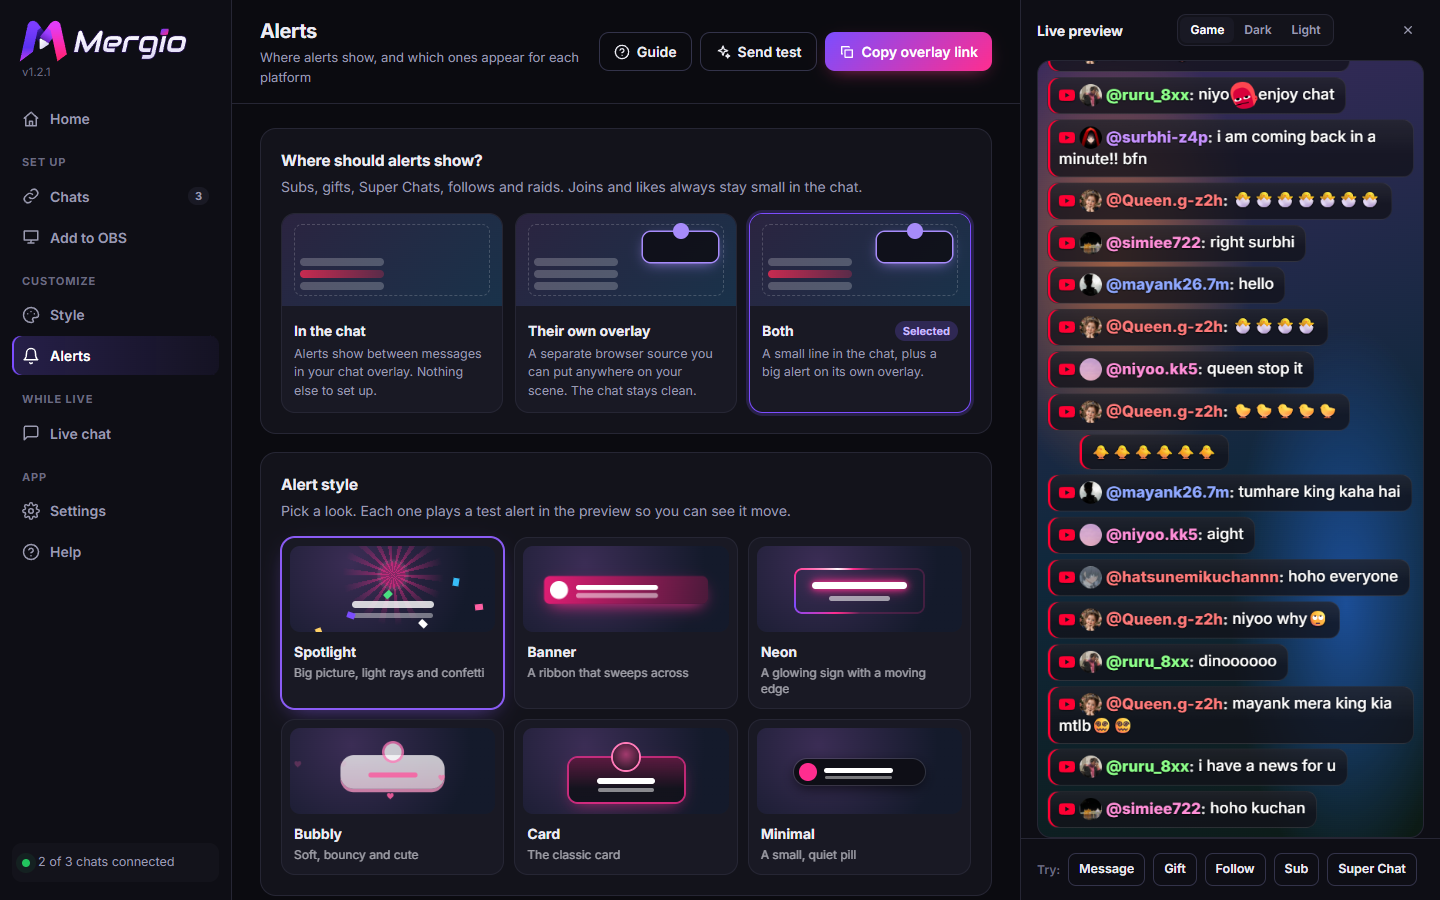 Mergio
v1.2.1
Home
SET UP
Chats
3
Add to OBS
CUSTOMIZE
Style
Alerts
WHILE LIVE
Live chat
APP
Settings
Help
2 of 3 chats connected
Alerts
Where alerts show, and which ones appear for each
platform
Guide
Send test
Copy overlay link
Where should alerts show?
Subs, gifts, Super Chats, follows and raids. Joins and likes always stay small in the chat.
In the chat
Alerts show between messages
in your chat overlay. Nothing
else to set up.
Their own overlay
A separate browser source you
can put anywhere on your
scene. The chat stays clean.
Both
Selected
A small line in the chat, plus a
big alert on its own overlay.
Alert style
Pick a look. Each one plays a test alert in the preview so you can see it move.
Spotlight
Big picture, light rays and confetti
Banner
A ribbon that sweeps across
Neon
A glowing sign with a moving
edge
Bubbly
Soft, bouncy and cute
Card
The classic card
Minimal
A small, quiet pill
Live preview
Game
Dark
Light
@ruru_8xx: niyo enjoy chat
@surbhi-z4p: i am coming back in a
minute!! bfn
@Queen.g-z2h: 🐣 🐣 🐣 🐣 🐣 🐣 🐣
@simiee722: right surbhi
@mayank26.7m: hello
@Queen.g-z2h: 🐣 🐣 🐣 🐣
@niyoo.kk5: queen stop it
@Queen.g-z2h: 🐤 🐤 🐤 🐤 🐤
🐥 🐥 🐥 🐥 🐥 🐥
@mayank26.7m: tumhare king kaha hai
@niyoo.kk5: aight
@hatsunemikuchannn: hoho everyone
@Queen.g-z2h: niyoo why🙄
@ruru_8xx: dinoooooo
@Queen.g-z2h: mayank mera king kia
mtlb
@ruru_8xx: i have a news for u
@simiee722: hoho kuchan
Try:
Message
Gift
Follow
Sub
Super Chat